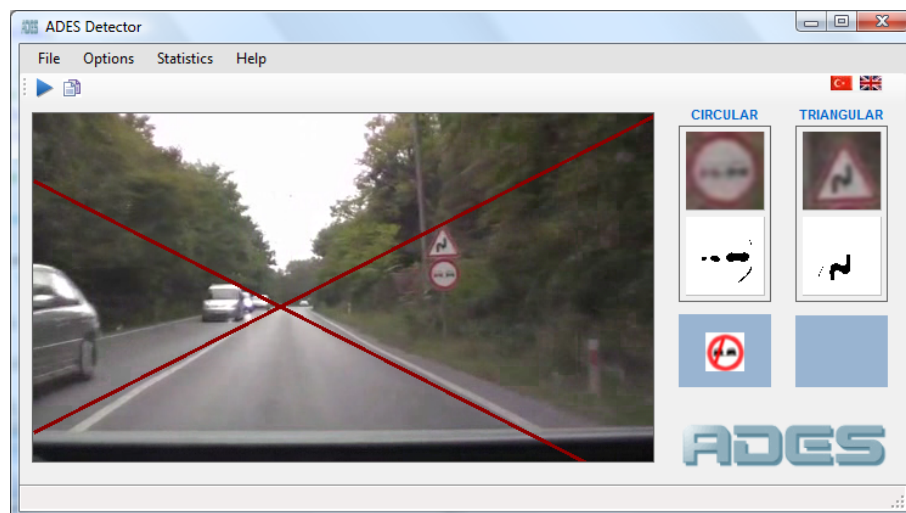 ADES Detector
File Options Statistics Help
CIRCULAR TRIANGULAR
ADES